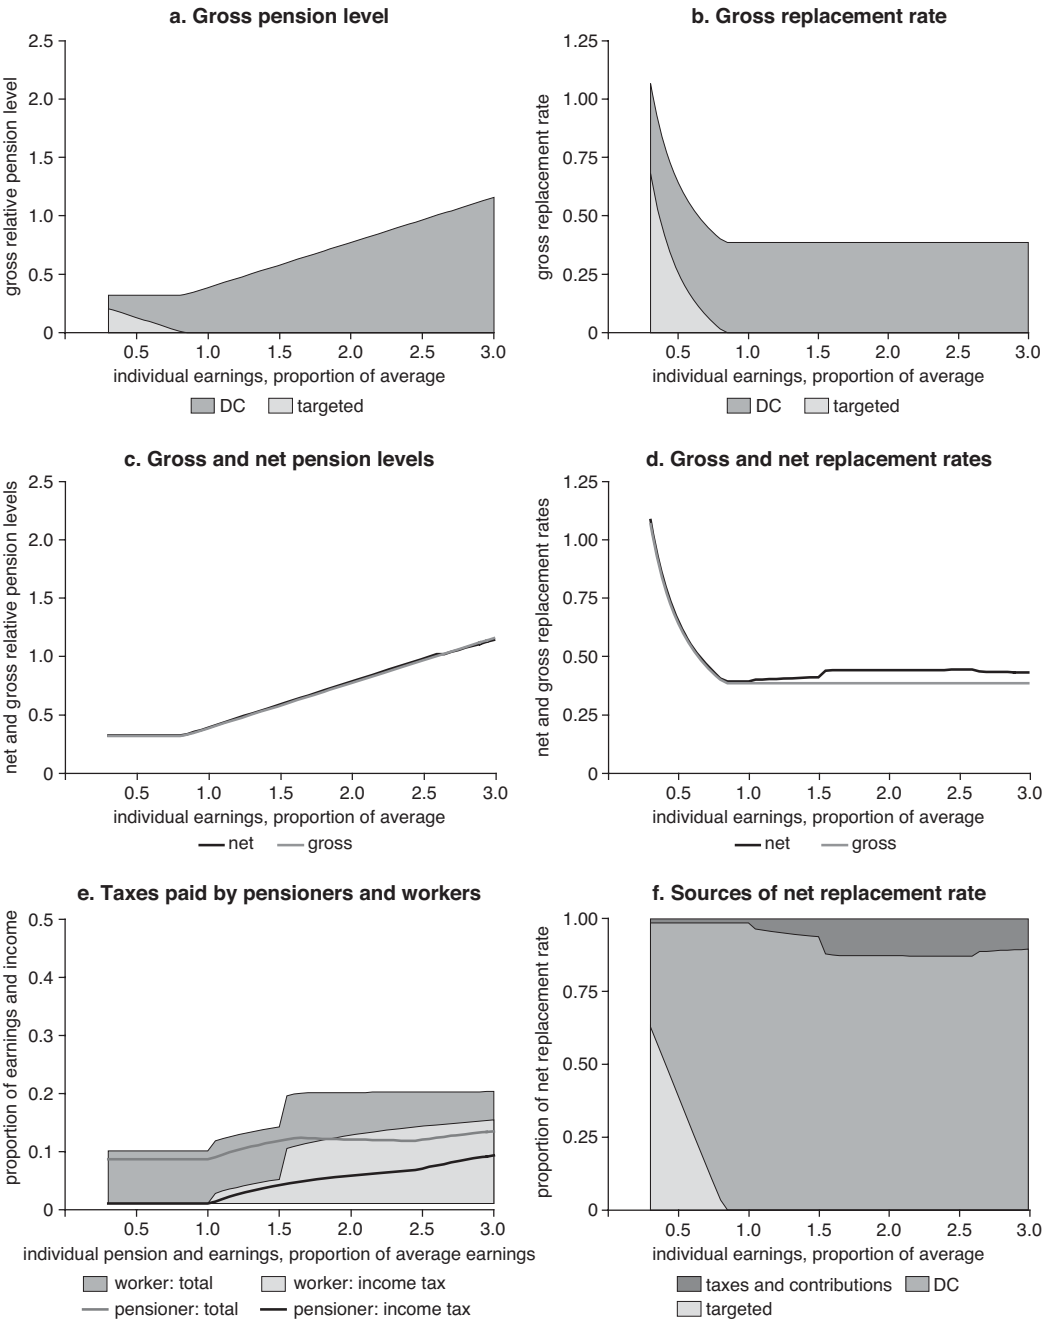 a. Gross pension level
gross relative pension level
2.5
2.0
1.5
1.0
0.5
0
0.5 1.0 1.5 2.0 2.5 3.0
individual earnings, proportion of average
DC targeted
b. Gross replacement rate
gross replacement rate
1.25
1.00
0.75
0.50
0.25
0
0.5 1.0 1.5 2.0 2.5 3.0
individual earnings, proportion of average
DC targeted
c. Gross and net pension levels
net and gross relative pension levels
2.5
2.0
1.5
1.0
0.5
0
0.5 1.0 1.5 2.0 2.5 3.0
individual earnings, proportion of average
net gross
d. Gross and net replacement rates
net and gross replacement rates
1.25
1.00
0.75
0.50
0.25
0
0.5 1.0 1.5 2.0 2.5 3.0
individual earnings, proportion of average
net gross
e. Taxes paid by pensioners and workers
proportion of earnings and income
0.5
0.4
0.3
0.2
0.1
0
0.5 1.0 1.5 2.0 2.5 3.0
individual pension and earnings, proportion of average earnings
worker: total worker: income tax
pensioner: total pensioner: income tax
f. Sources of net replacement rate
proportion of net replacement rate
1.00
0.75
0.50
0.25
0
0.5 1.0 1.5 2.0 2.5 3.0
individual earnings, proportion of average
taxes and contributions DC
targeted